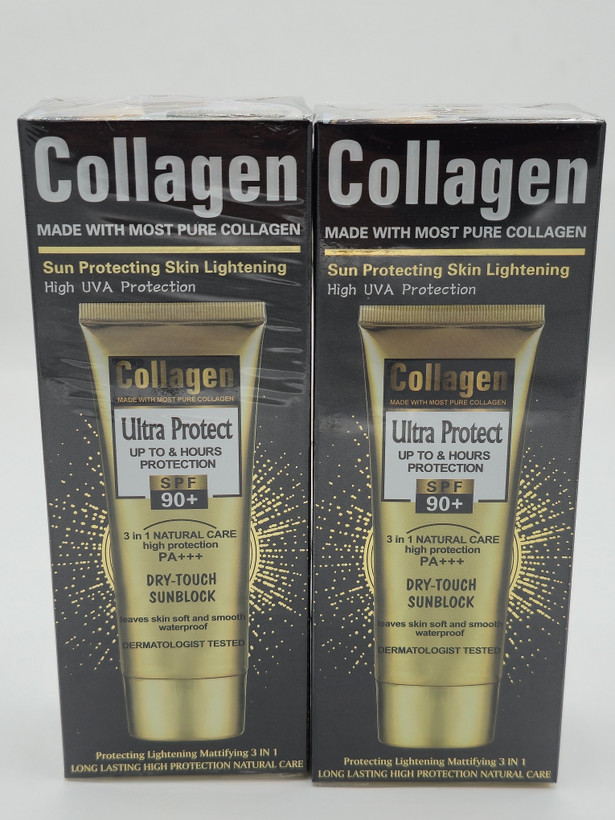 Collagen
MADE WITH MOST PURE COLLAGEN
Sun Protecting Skin Lightening
High UVA Protection
Collagen
MADE WITH MOST PURE COLLAGEN
Ultra Protect
UP TO & HOURS
PROTECTION
SPF
90+
3 in 1 NATURAL CARE
high protection
PA+++
DRY-TOUCH
SUNBLOCK
leaves skin soft and smooth
waterproof
DERMATOLOGIST TESTED
Protecting Lightening Mattifying 3 IN 1
LONG LASTING HIGH PROTECTION NATURAL CARE
Collagen
MADE WITH MOST PURE COLLAGEN
Sun Protecting Skin Lightening
High UVA Protection
Collagen
MADE WITH MOST PURE COLLAGEN
Ultra Protect
UP TO & HOURS
PROTECTION
SPF
90+
3 in 1 NATURAL CARE
high protection
PA+++
DRY-TOUCH
SUNBLOCK
leaves skin soft and smooth
waterproof
DERMATOLOGIST TESTED
Protecting Lightening Mattifying 3 IN 1
LONG LASTING HIGH PROTECTION NATURAL CARE